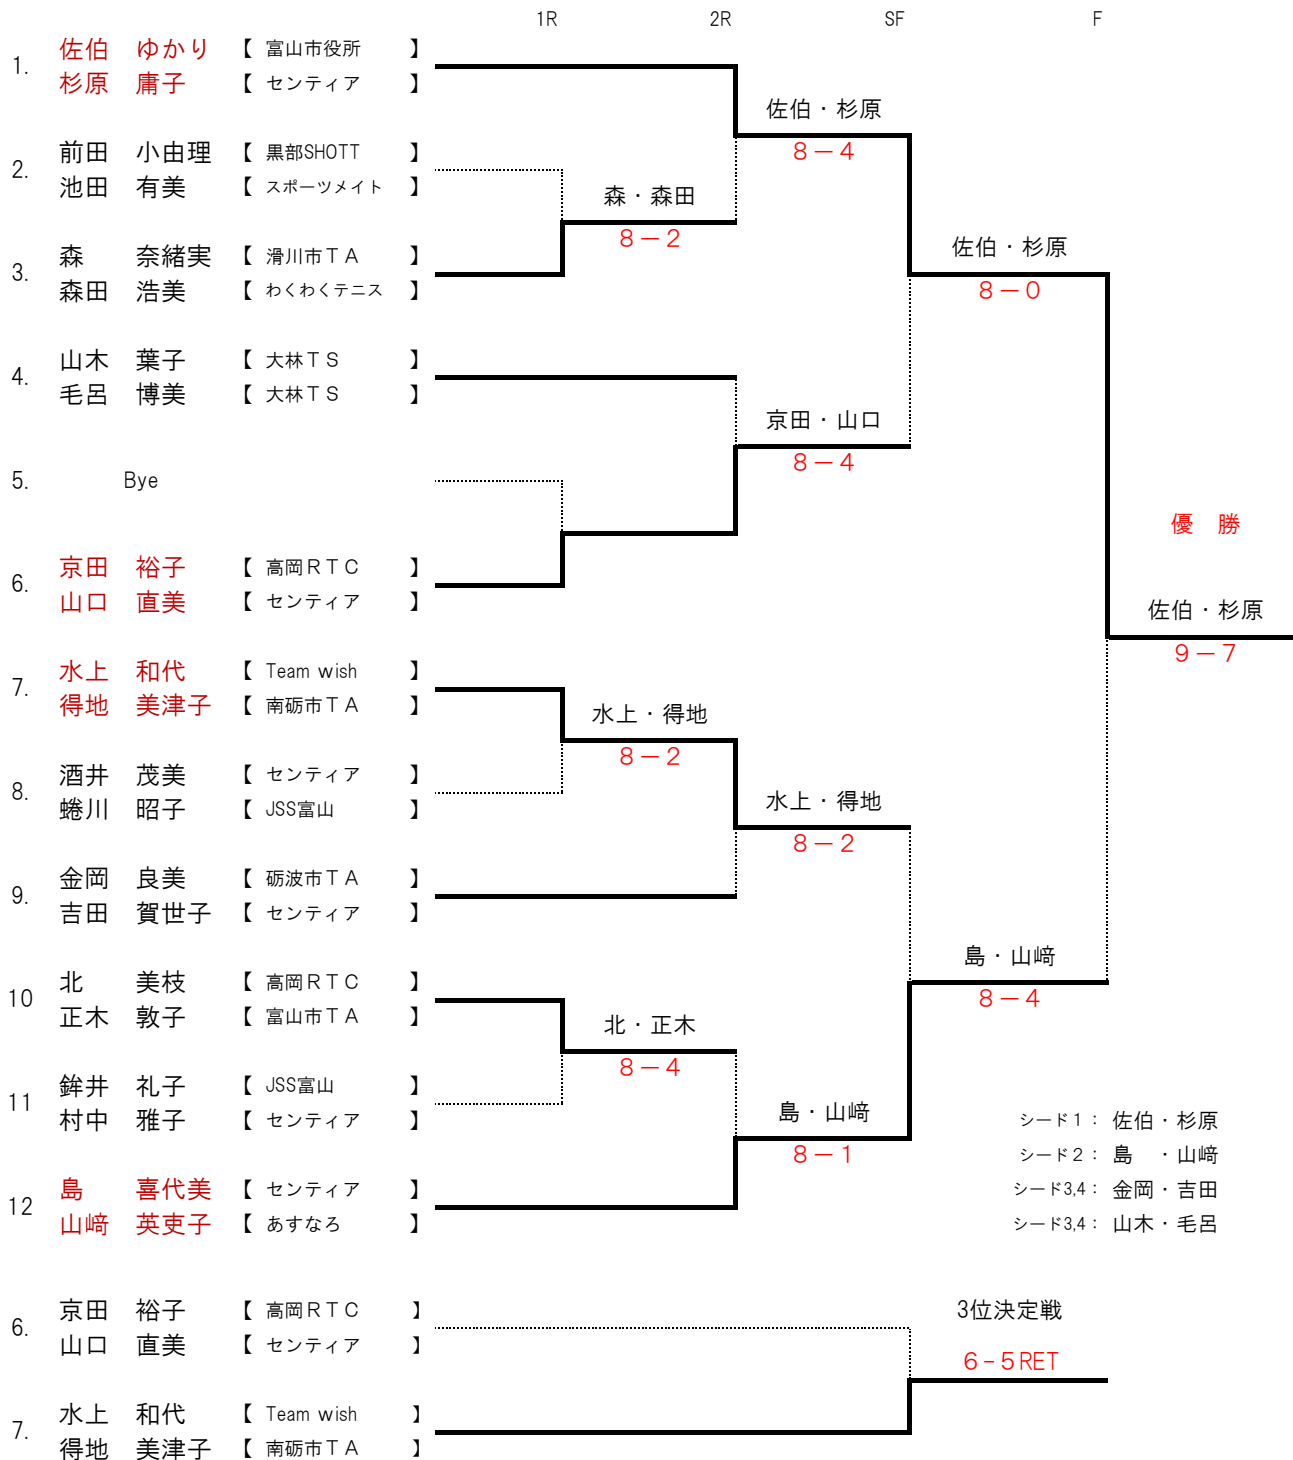 1R 2R SF F
1. 佐伯 ゆかり 【 富山市役所 】
杉原 庸子 【 センティア 】
佐伯・杉原
8－4
2. 前田 小由理 【 黒部SHOTT 】
池田 有美 【 スポーツメイト 】
森・森田
8－2
3. 森 奈緒実 【 滑川市ＴＡ 】
森田 浩美 【 わくわくテニス 】
佐伯・杉原
8－0
4. 山木 葉子 【 大林ＴＳ 】
毛呂 博美 【 大林ＴＳ 】
京田・山口
8－4
5. Bye
優 勝
6. 京田 裕子 【 高岡ＲＴＣ 】
山口 直美 【 センティア 】
佐伯・杉原
9－7
7. 水上 和代 【 Team wish 】
得地 美津子 【 南砺市ＴＡ 】
水上・得地
8－2
8. 酒井 茂美 【 センティア 】
蜷川 昭子 【 JSS富山 】
水上・得地
8－2
9. 金岡 良美 【 砺波市ＴＡ 】
吉田 賀世子 【 センティア 】
島・山﨑
8－4
10 北 美枝 【 高岡ＲＴＣ 】
正木 敦子 【 富山市ＴＡ 】
北・正木
8－4
11 鉾井 礼子 【 JSS富山 】
村中 雅子 【 センティア 】
島・山﨑
8－1
シード1： 佐伯・杉原
シード2： 島 ・山﨑
シード3,4： 金岡・吉田
シード3,4： 山木・毛呂
12 島 喜代美 【 センティア 】
山﨑 英吏子 【 あすなろ 】
6. 京田 裕子 【 高岡ＲＴＣ 】
山口 直美 【 センティア 】
3位決定戦
6－5RET
7. 水上 和代 【 Team wish 】
得地 美津子 【 南砺市ＴＡ 】